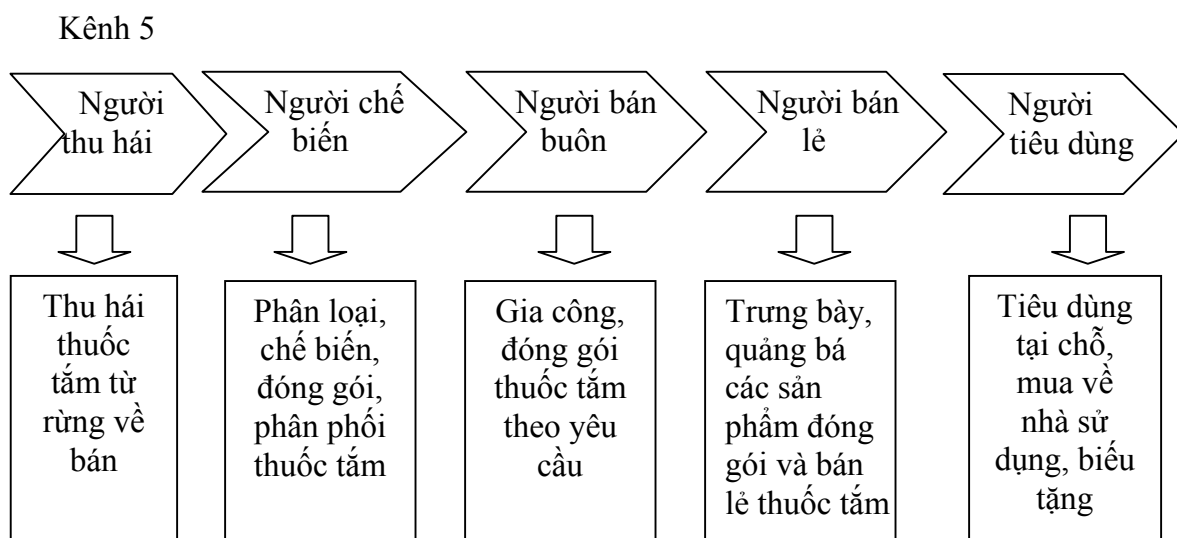 Kênh 5
Người
thu hái
Người chế
biến
Người bán
buôn
Người bán
lẻ
Người
tiêu dùng
Thu hái
thuốc
tắm từ
rừng về
bán
Phân loại,
chế biến,
đóng gói,
phân phối
thuốc tắm
Gia công,
đóng gói
thuốc tắm
theo yêu
cầu
Trưng bày,
quảng bá
các sản
phẩm đóng
gói và bán
lẻ thuốc tắm
Tiêu dùng
tại chỗ,
mua về
nhà sử
dụng, biếu
tặng